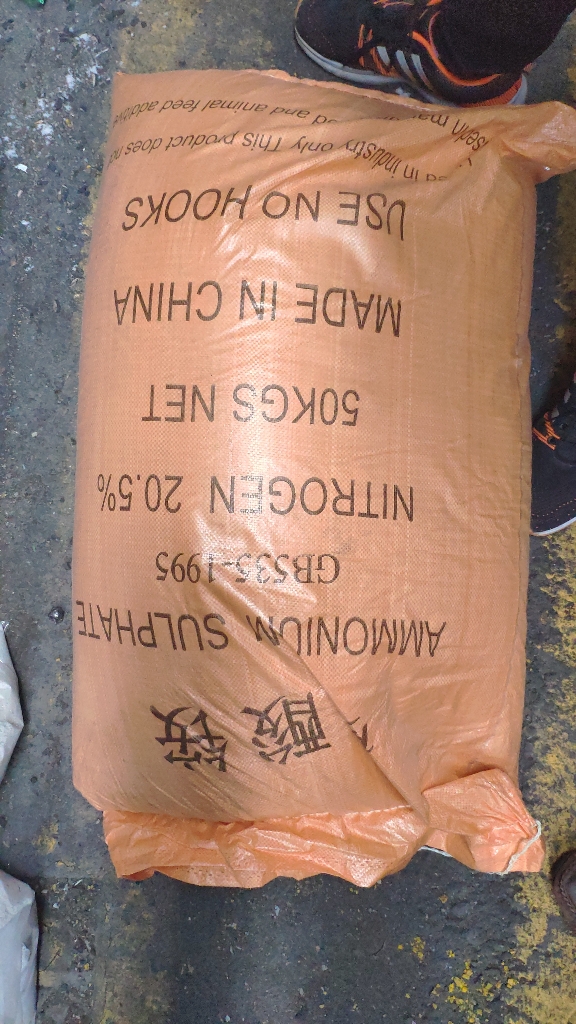 酸铵
AMMONIUM SULPHATE
GB535-1995
NITROGEN 20.5%
50KGS NET
MADE IN CHINA
USE NO HOOKS
in industry only This product does
and animal feed